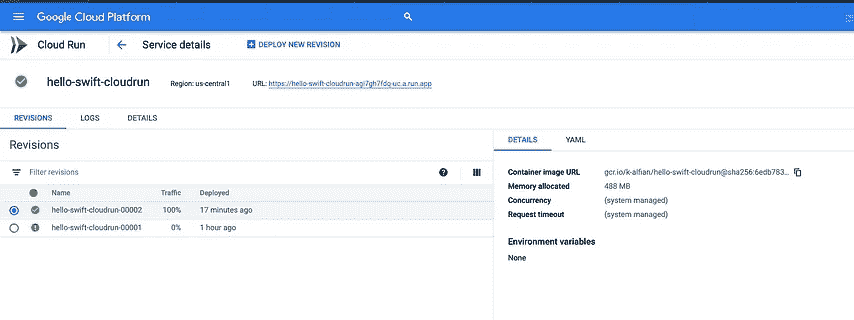 Google Cloud Platform
Cloud Run
Service details
DEPLOY NEW REVISION
hello-swift-cloudrun
Region: us-central1
URL: https://hello-swift-cloudrun-agl7gh7fdq-uc.a.run.app
REVISIONS LOGS DETAILS
Revisions
Filter revisions
Name Traffic Deployed
hello-swift-cloudrun-00002 100% 17 minutes ago
hello-swift-cloudrun-00001 0% 1 hour ago
DETAILS YAML
Container image URL gcr.io/k-alfian/hello-swift-cloudrun@sha256:6edb783...
Memory allocated 488 MB
Concurrency (system managed)
Request timeout (system managed)
Environment variables
None